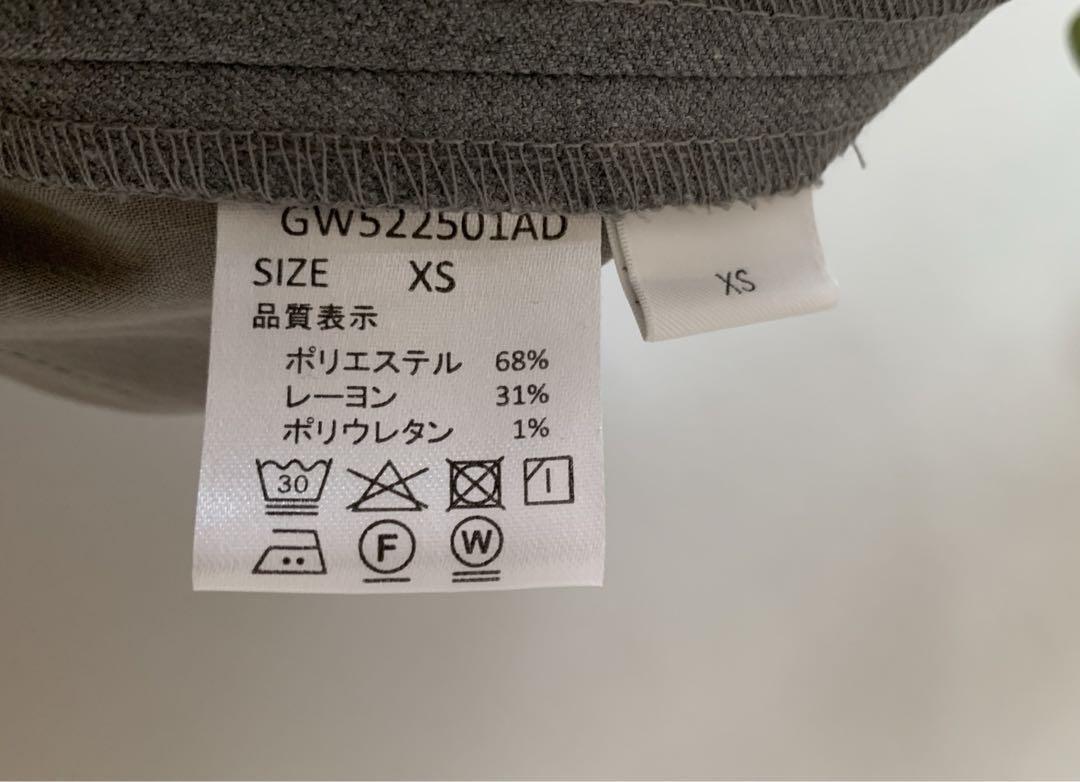 GW522501AD
SIZE XS
品質表示
ポリエステル 68%
レーヨン 31%
ポリウレタン 1%
30
F W
XS